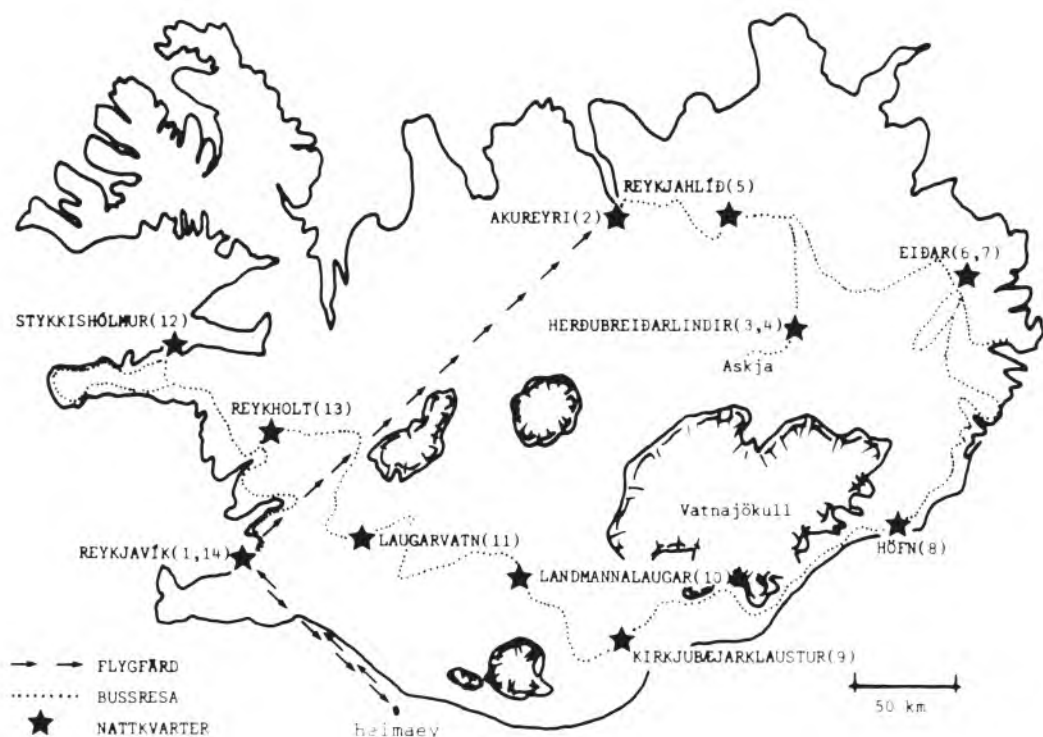 REYKJAHLÍÐ(5)
AKUREYRI(2)
EIÐAR(6,7)
STYKKISHÓLMUR(12)
HERÐUBREIÐARLINDIR(3,4)
Askja
REYKHOLT(13)
Vatnajökull
LAUGARVATN(11)
REYKJAVÍK(1,14)
HÖFN(8)
LANDMANNALAUGAR(10)
KIRKJUBÆJARKLAUSTUR(9)
FLYGFÄRD
BUSSRESA
NATTKVARTER
50 km
heimaey